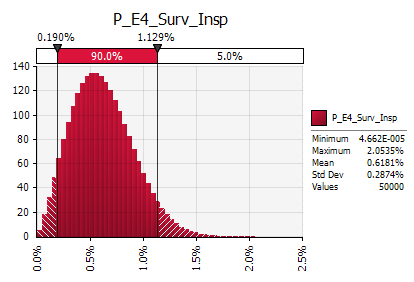 P_E4_Surv_Insp
0.190% 1.129%
90.0% 5.0%
140
120
100
80
60
40
20
0
0.0% 0.5% 1.0% 1.5% 2.0% 2.5%
P_E4_Surv_Insp
Minimum 4.662E-005
Maximum 2.0535%
Mean 0.6181%
Std Dev 0.2874%
Values 50000